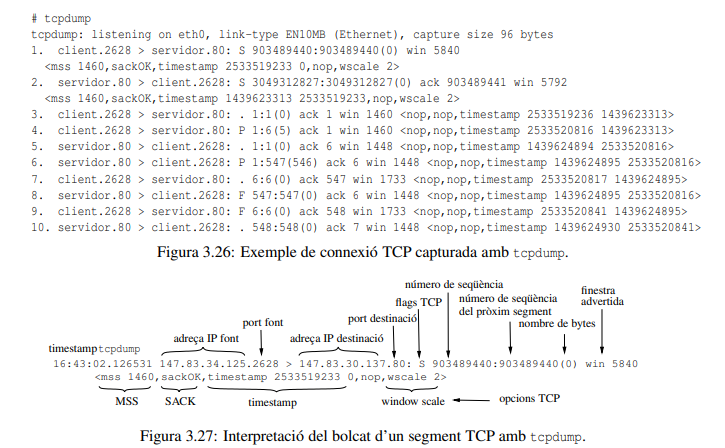 # tcpdump
tcpdump: listening on eth0, link-type EN10MB (Ethernet), capture size 96 bytes
1. client.2628 > servidor.80: S 903489440:903489440(0) win 5840
<mss 1460,sackOK,timestamp 2533519233 0,nop,wscale 2>
2. servidor.80 > client.2628: S 3049312827:3049312827(0) ack 903489441 win 5792
<mss 1460,sackOK,timestamp 1439623313 2533519233,nop,wscale 2>
3. client.2628 > servidor.80: . 1:1(0) ack 1 win 1460 <nop,nop,timestamp 2533519236 1439623313>
4. client.2628 > servidor.80: P 1:6(5) ack 1 win 1460 <nop,nop,timestamp 2533520816 1439623313>
5. servidor.80 > client.2628: . 1:1(0) ack 6 win 1448 <nop,nop,timestamp 1439624894 2533520816>
6. servidor.80 > client.2628: P 1:547(546) ack 6 win 1448 <nop,nop,timestamp 1439624895 2533520816>
7. client.2628 > servidor.80: . 6:6(0) ack 547 win 1733 <nop,nop,timestamp 2533520817 1439624895>
8. servidor.80 > client.2628: F 547:547(0) ack 6 win 1448 <nop,nop,timestamp 1439624895 2533520816>
9. client.2628 > servidor.80: F 6:6(0) ack 548 win 1733 <nop,nop,timestamp 2533520841 1439624895>
10. servidor.80 > client.2628: . 548:548(0) ack 7 win 1448 <nop,nop,timestamp 1439624930 2533520841>
Figura 3.26: Exemple de connexió TCP capturada amb tcpdump.
número de seqüència
flags TCP
número de seqüència
del pròxim segment
finestra
advertida
port font
port destinació
nombre de bytes
adreça IP font
adreça IP destinació
timestamp tcpdump
16:43:02.126531 147.83.34.125.2628 > 147.83.30.137.80: S 903489440:903489440(0) win 5840
<mss 1460,sackOK,timestamp 2533519233 0,nop,wscale 2>
MSS SACK timestamp window scale opcions TCP
Figura 3.27: Interpretació del bolcat d'un segment TCP amb tcpdump.